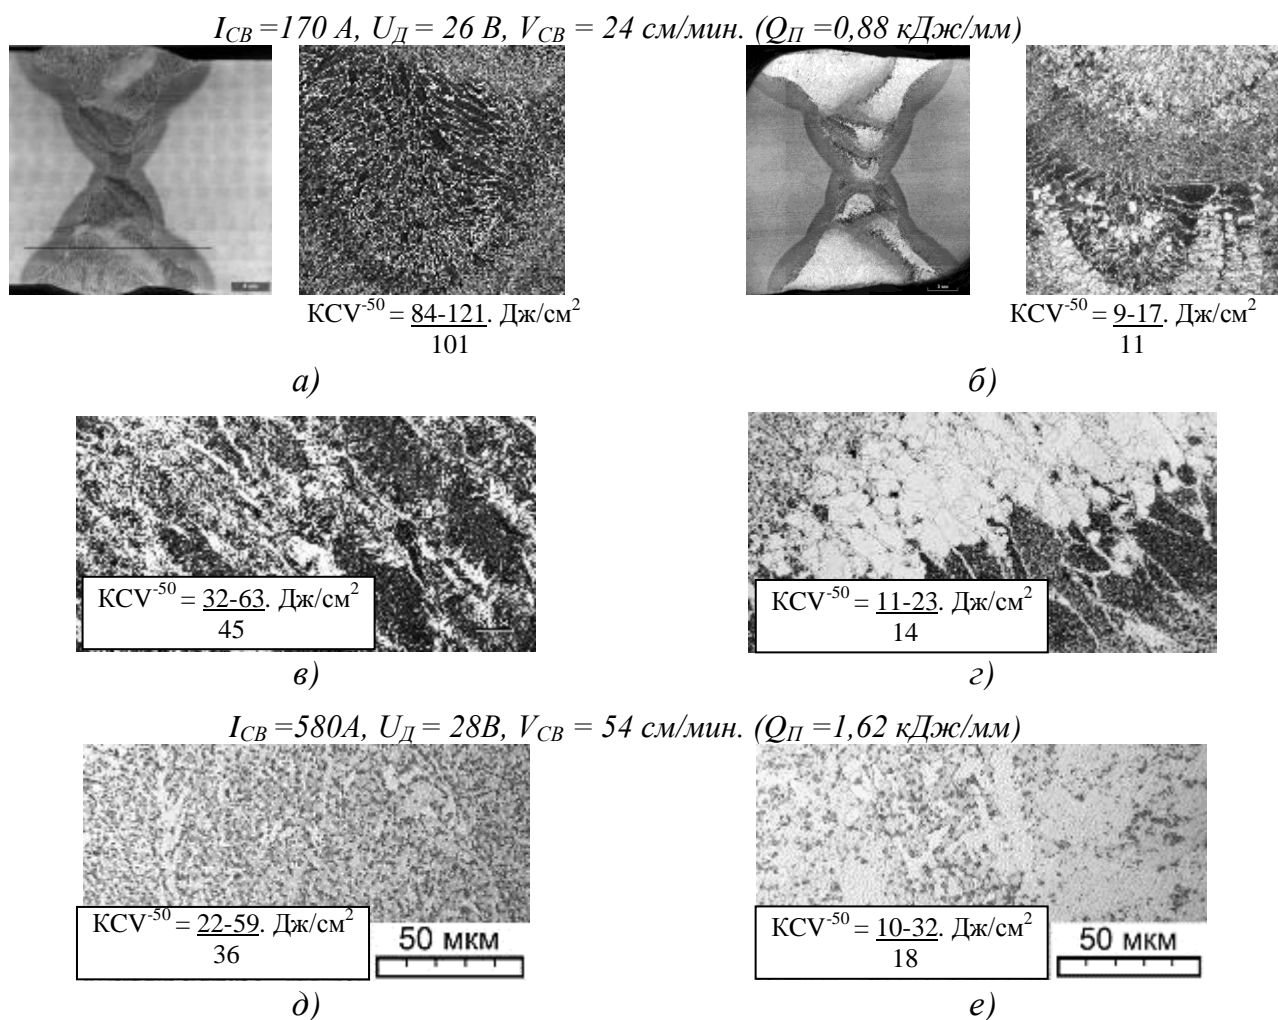 I_СВ =170 А, U_Д = 26 В, V_СВ = 24 см/мин. (Q_П =0,88 кДж/мм)
KCV^-50 = 84-121. Дж/см^2
101
KCV^-50 = 9-17. Дж/см^2
11
а)
б)
KCV^-50 = 32-63. Дж/см^2
45
KCV^-50 = 11-23. Дж/см^2
14
в)
г)
I_СВ =580А, U_Д = 28В, V_СВ = 54 см/мин. (Q_П =1,62 кДж/мм)
KCV^-50 = 22-59. Дж/см^2
36
50 мкм
KCV^-50 = 10-32. Дж/см^2
18
50 мкм
д)
е)